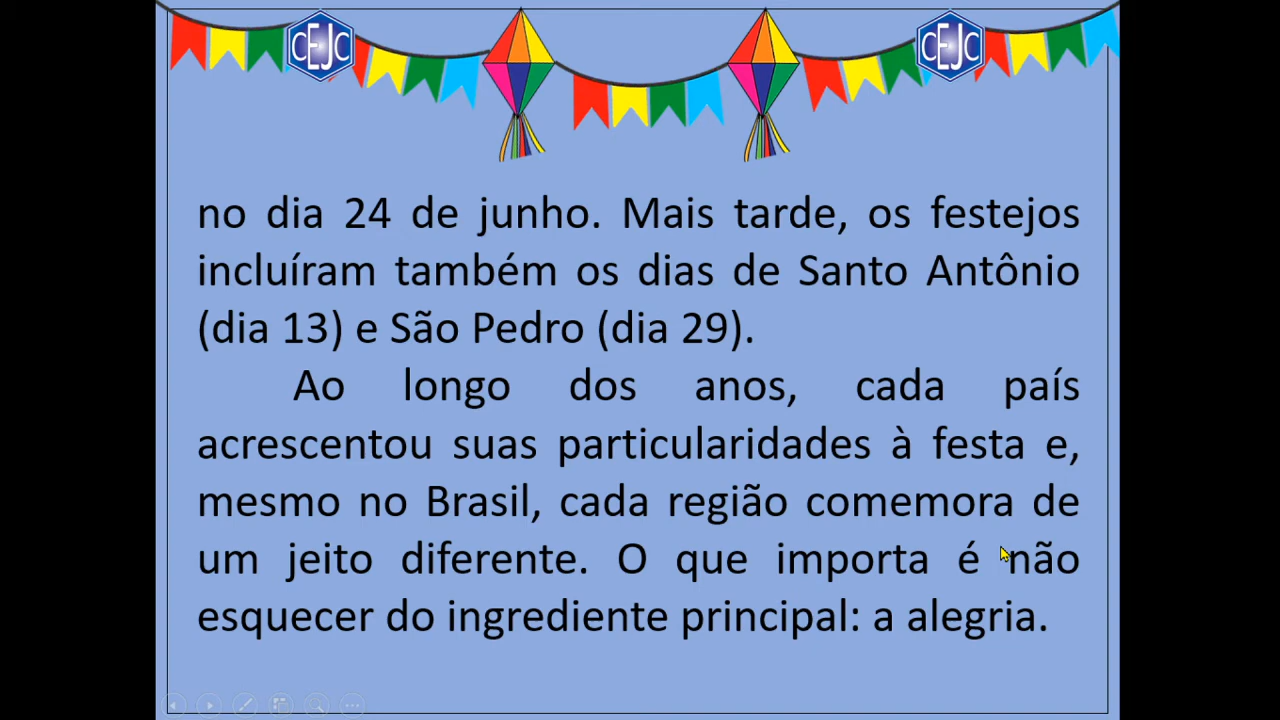 CEJC
CEJC
no dia 24 de junho. Mais tarde, os festejos
incluíram também os dias de Santo Antônio
(dia 13) e São Pedro (dia 29).
Ao longo dos anos, cada país
acrescentou suas particularidades à festa e,
mesmo no Brasil, cada região comemora de
um jeito diferente. O que importa é não
esquecer do ingrediente principal: a alegria.